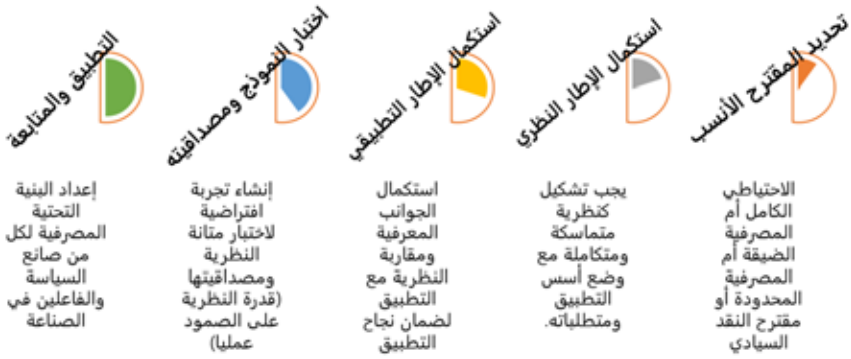 تحديد المقترح الأنسب
الاحتياطي
الكامل أم
المصرفية
الضيقة أم
المصرفية
المحدودة أو
مقترح النقد
السيادي
استكمال الإطار النظري
يجب تشكيل
كنظرية
متماسكة
ومتكاملة مع
وضع أسس
التطبيق
ومتطلباته.
استكمال الإطار التطبيقي
استكمال
الجوانب
المعرفية
ومقاربة
النظرية مع
التطبيق
لضمان نجاح
التطبيق
اختبار النموذج ومصداقيته
إنشاء تجربة
افتراضية
لاختبار متانة
النظرية
ومصداقيتها
(قدرة النظرية
على الصمود
عمليا)
التطبيق والمتابعة
إعداد البنية
التحتية
المصرفية لكل
من صانع
السياسة
والفاعلين في
الصناعة